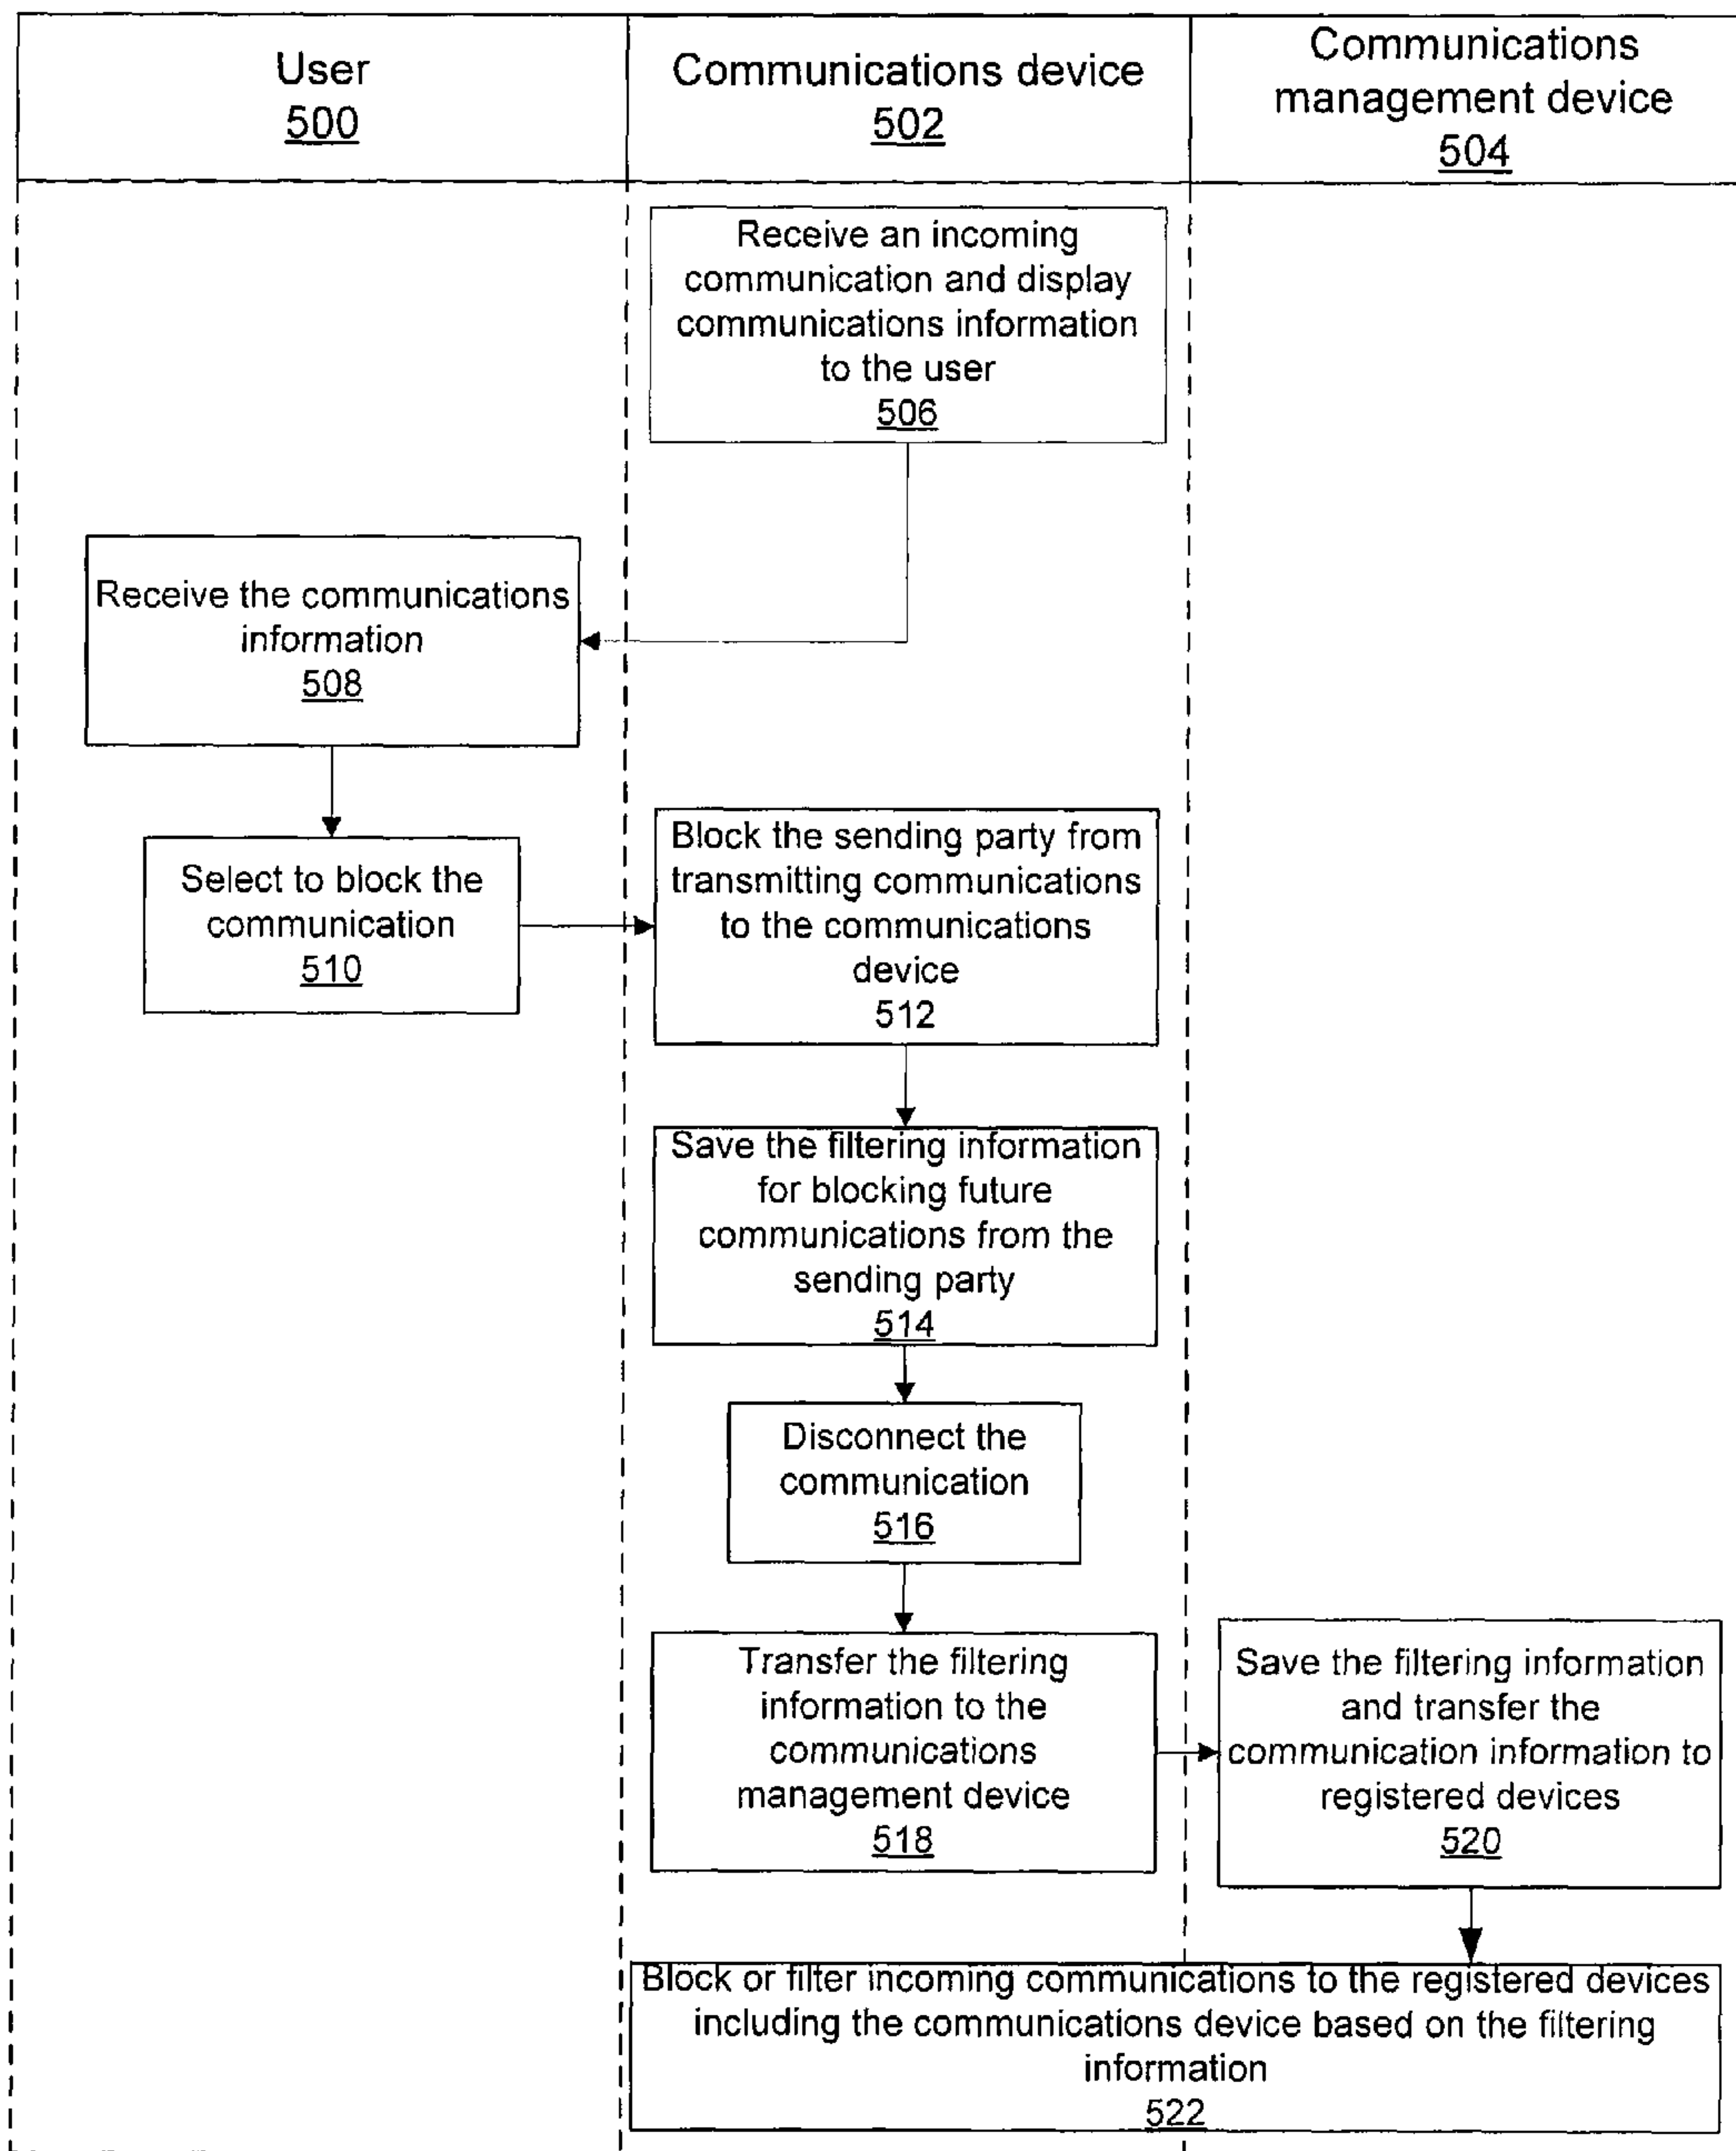 User
500
Communications device
502
Communications
management device
504
Receive an incoming
communication and display
communications information
to the user
506
Receive the communications
information
508
Select to block the
communication
510
Block the sending party from
transmitting communications
to the communications
device
512
Save the filtering information
for blocking future
communications from the
sending party
514
Disconnect the
communication
516
Transfer the filtering
information to the
communications
management device
518
Save the filtering information
and transfer the
communication information to
registered devices
520
Block or filter incoming communications to the registered devices
including the communications device based on the filtering
information
522